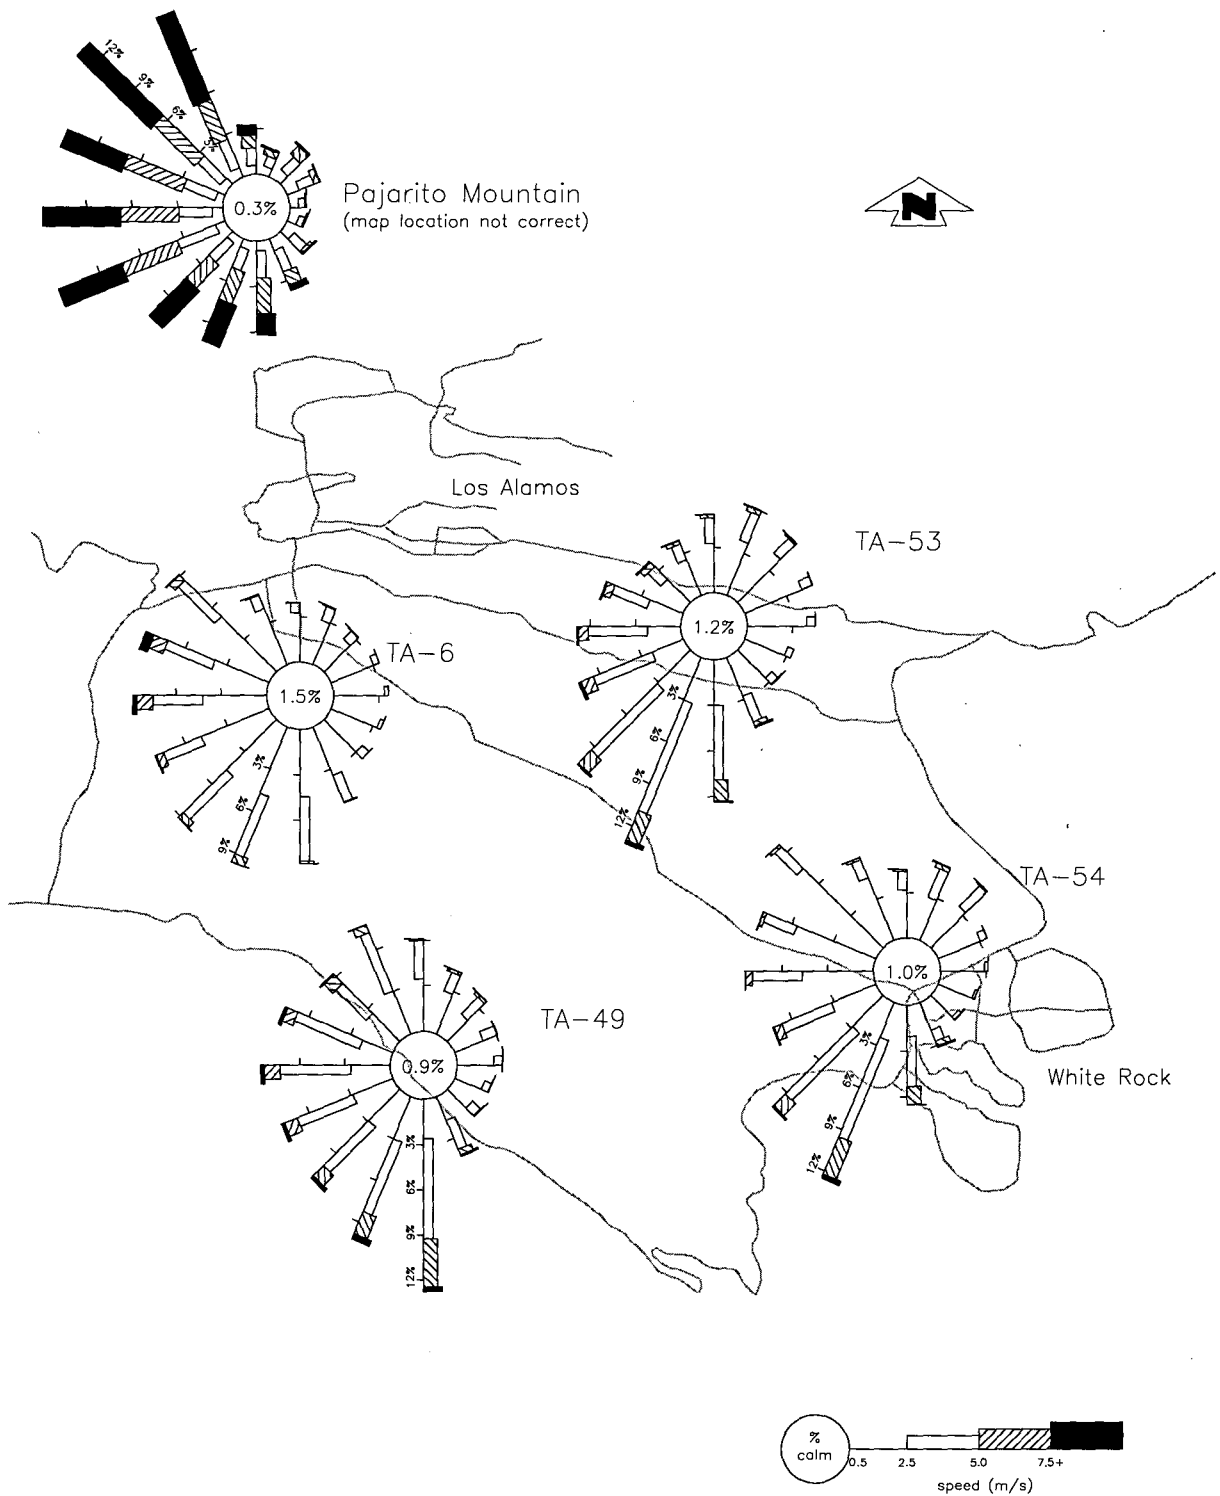 12%
9%
6%
3%
0.3%
Pajarito Mountain
(map location not correct)
N
Los Alamos
TA-53
1.2%
3%
6%
9%
12%
TA-6
1.5%
3%
6%
9%
TA-54
1.0%
3%
6%
9%
12%
TA-49
0.9%
3%
6%
9%
12%
White Rock
%
calm
0.5 2.5 5.0 7.5+
speed (m/s)